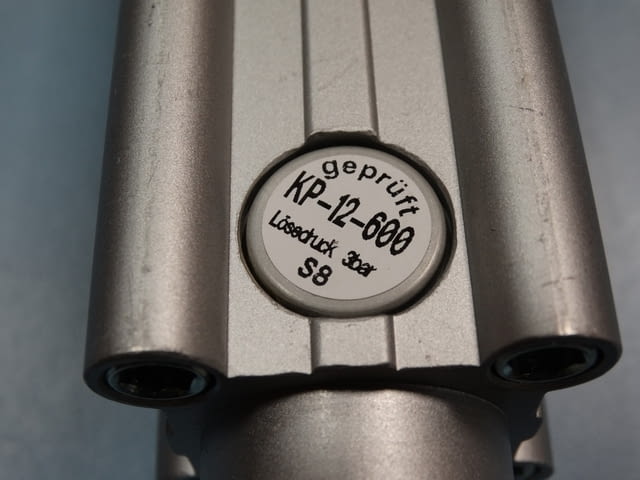 geprüft
KP-12-600
Lösedruck 3bar
S8